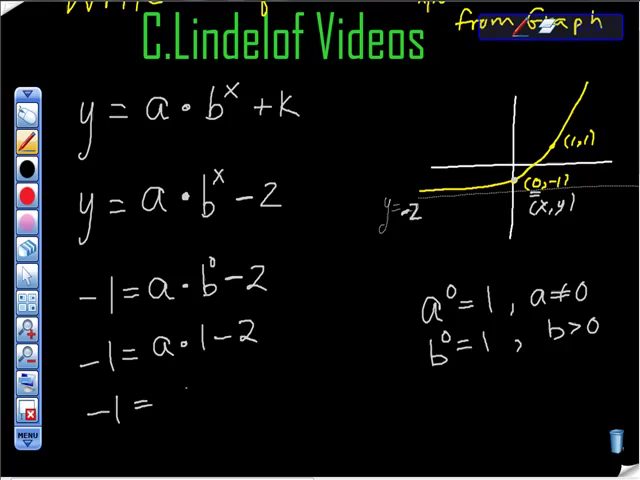 Write
from Graph
C.Lindelof Videos
y = a • b^x + k
y = a • b^x - 2
-1 = a • b^0 - 2
-1 = a • 1 - 2
-1 =
(1,1)
(0,-1)
(x,y)
y=-2
a^0 = 1 , a≠0
b^0 = 1 , b>0
MENU